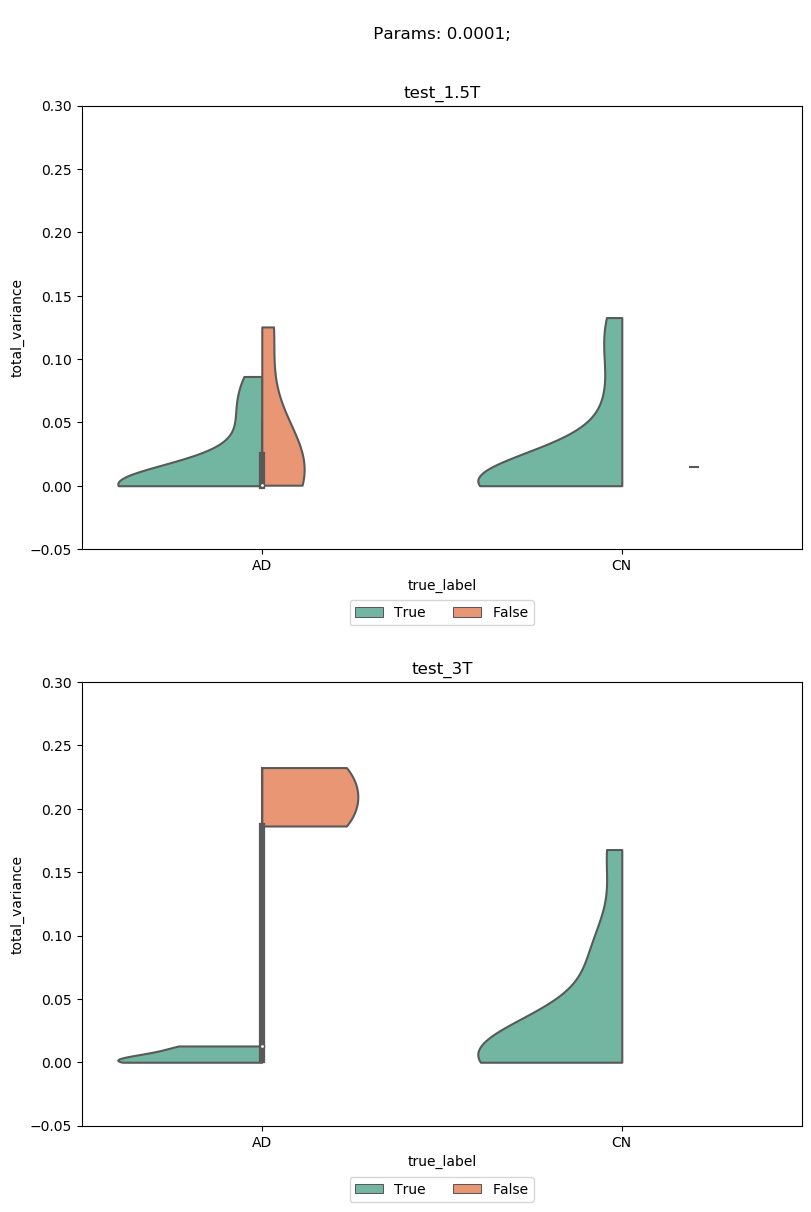 Params: 0.0001;
test_1.5T
0.30
0.25
0.20
0.15
0.10
0.05
0.00
−0.05
total_variance
AD CN
true_label
True False
test_3T
0.30
0.25
0.20
0.15
0.10
0.05
0.00
−0.05
total_variance
AD CN
true_label
True False